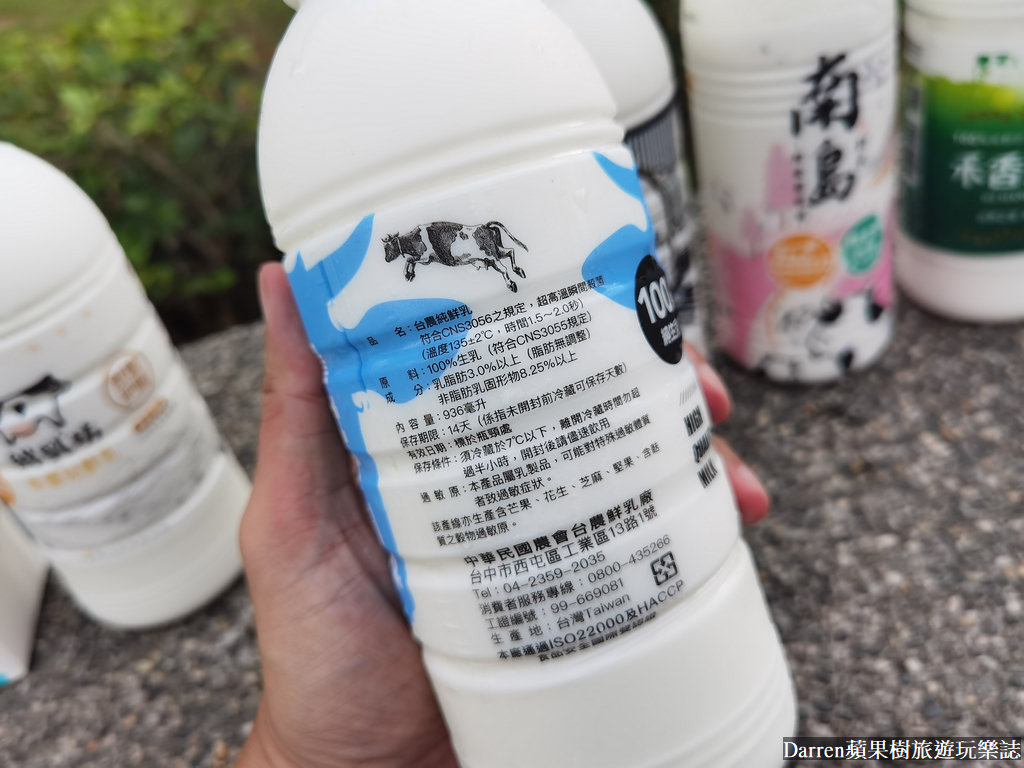 品 名：台農純鮮乳
符合CNS3056之規定，超高溫瞬間殺菌
(溫度135±2℃，時間1.5～2.0秒)
原 料：100%生乳（符合CNS3055規定）
成 分：乳脂肪3.0%以上（脂肪無調整）
非脂肪乳固形物8.25%以上
內 容 量：936毫升
保存期限：14天（係指未開封前冷藏可保存天數）
有效日期：標於瓶頸處
保存條件：須冷藏於7℃以下，離開冷藏時間勿超
過半小時，開封後請儘速飲用
過 敏 原：本產品屬乳製品，可能對特殊過敏體質
者致過敏症狀。
該產線亦生產含芒果、花生、芝麻、堅果、含麩
質之穀物過敏原。
中華民國農會台農鮮乳廠
台中市西屯區工業區13路1號
Tel：04-2359-2035
消費者服務專線：0800-435266
工證編號：99-669081
生 產 地：台灣Taiwan
本廠通過ISO22000及HACCP
100
HIGH
QUALITY
MILK
南島
禾香
Darren蘋果樹旅遊玩樂誌